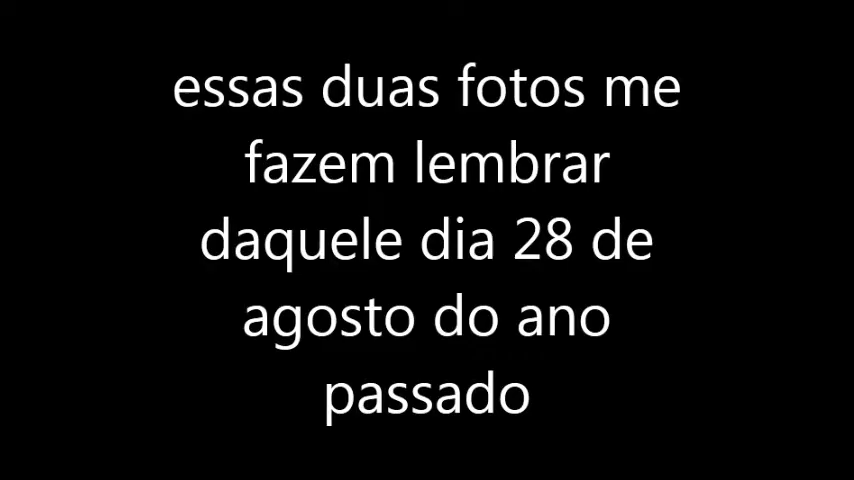 essas duas fotos me
fazem lembrar
daquele dia 28 de
agosto do ano
passado